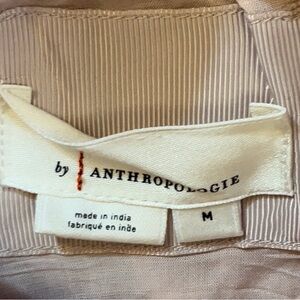 by ANTHROPOLOGIE
made in india
fabriqué en inde
M